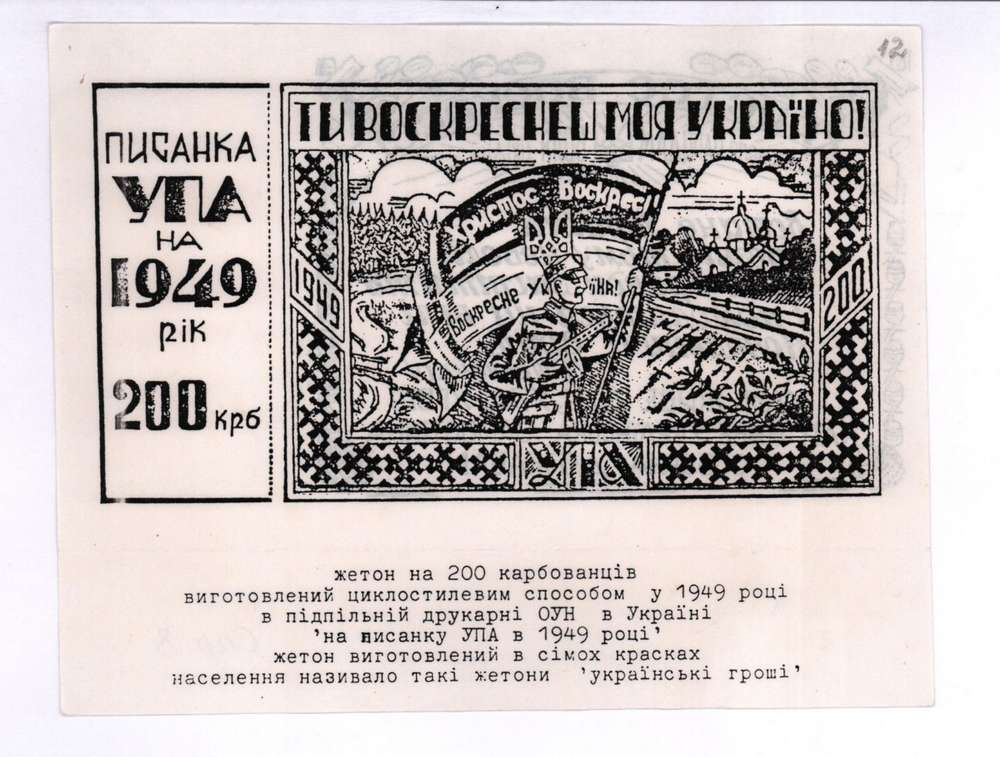 12
ПИСАНКА
УПА
НА
1949
рік
200 крб
ТИ ВОСКРЕСНЕШ МОЯ УКРАЇНО!
Христос Воскрес!
Воскресне Україна!
1949
200
УПА
жетон на 200 карбованців
виготовлений циклостилевим способом у 1949 році
в підпільній друкарні ОУН в Україні
'на писанку УПА в 1949 році'
жетон виготовлений в сімох красках
населення називало такі жетони 'українські гроші'